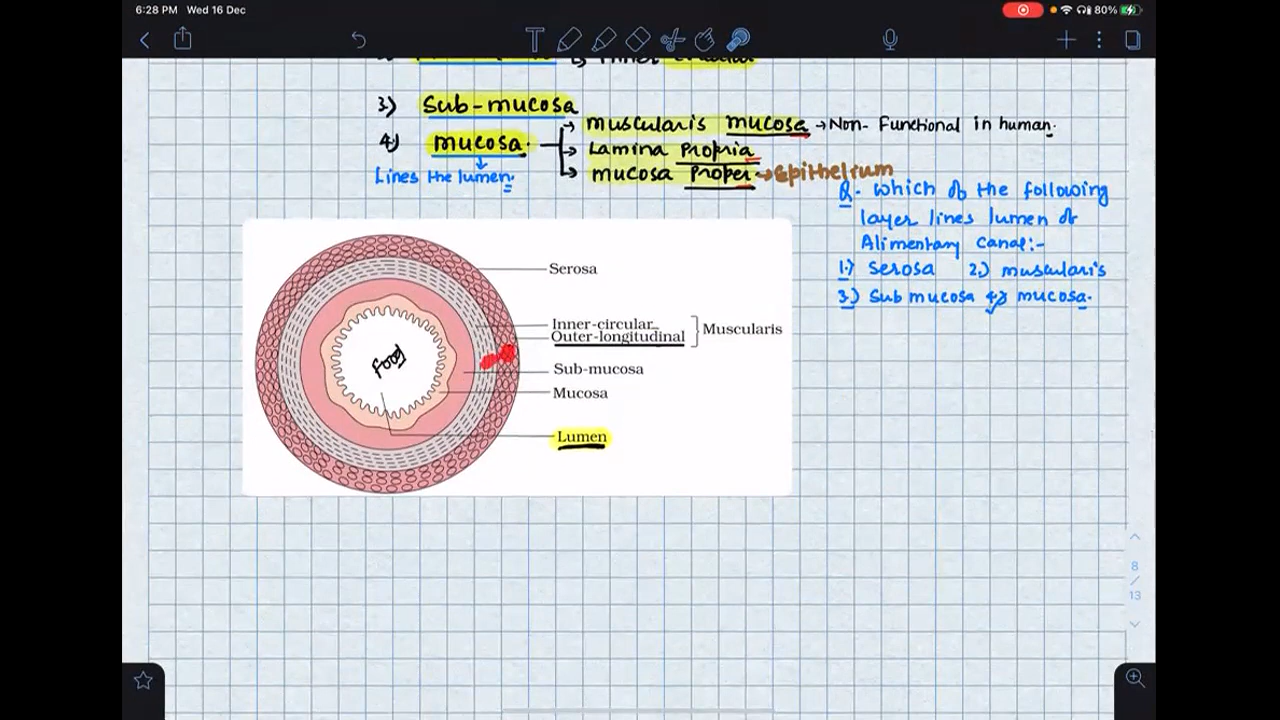 6:28 PM Wed 16 Dec
80%
3) Sub-mucosa
4) mucosa.
muscularis mucosa → Non-Functional in human.
Lamina Propria
mucosa Proper → Epithelium
Lines the lumen.
Q- which of the following
layer lines lumen of
Alimentary Canal:-
1.) Serosa 2.) muscularis
3.) Sub mucosa 4.) mucosa.
Serosa
Inner-circular
Outer-longitudinal
Muscularis
Sub-mucosa
Mucosa
Lumen
Food
8
/
13